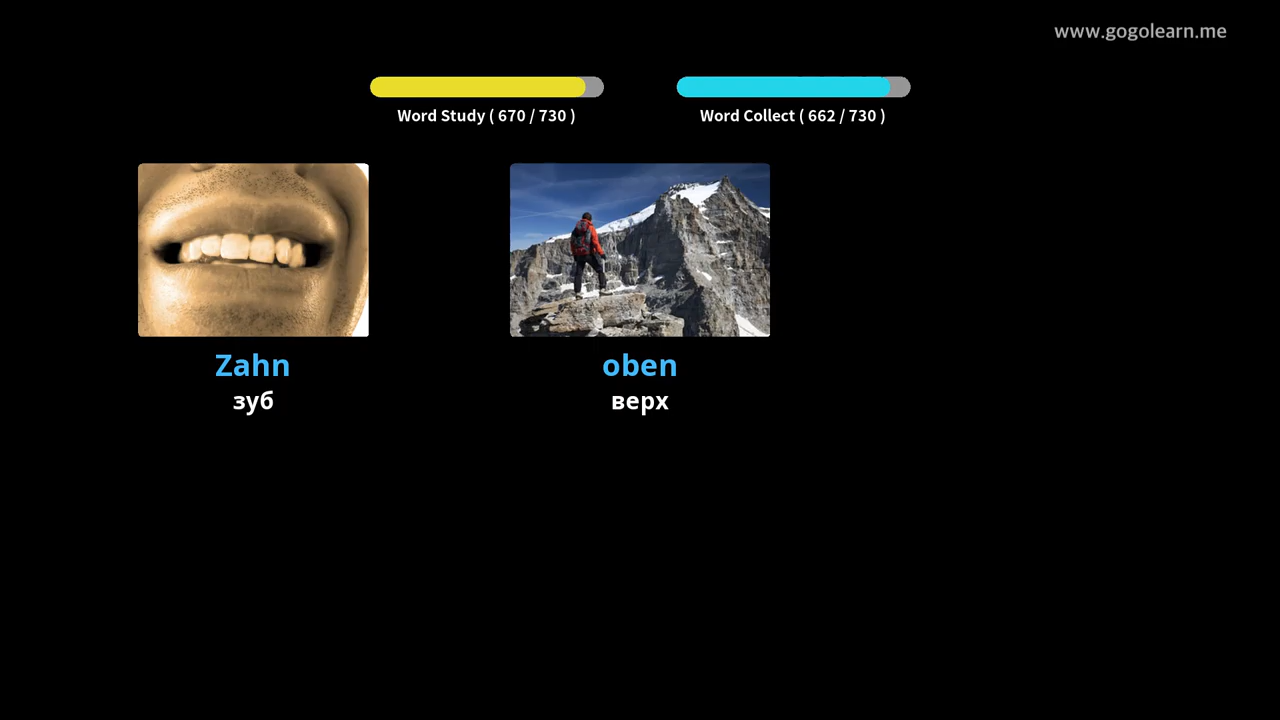 www.gogolearn.me
Word Study ( 670 / 730 )
Word Collect ( 662 / 730 )
Zahn
зуб
oben
верх